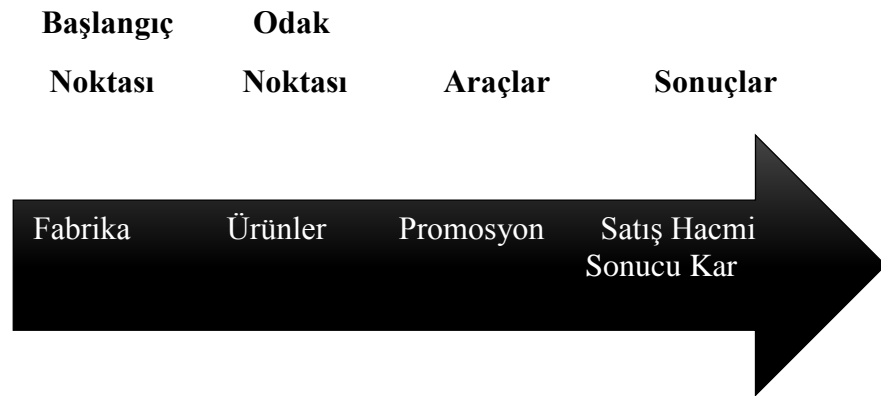 Başlangıç Odak
Noktası Noktası Araçlar Sonuçlar
Fabrika Ürünler Promosyon Satış Hacmi
Sonucu Kar